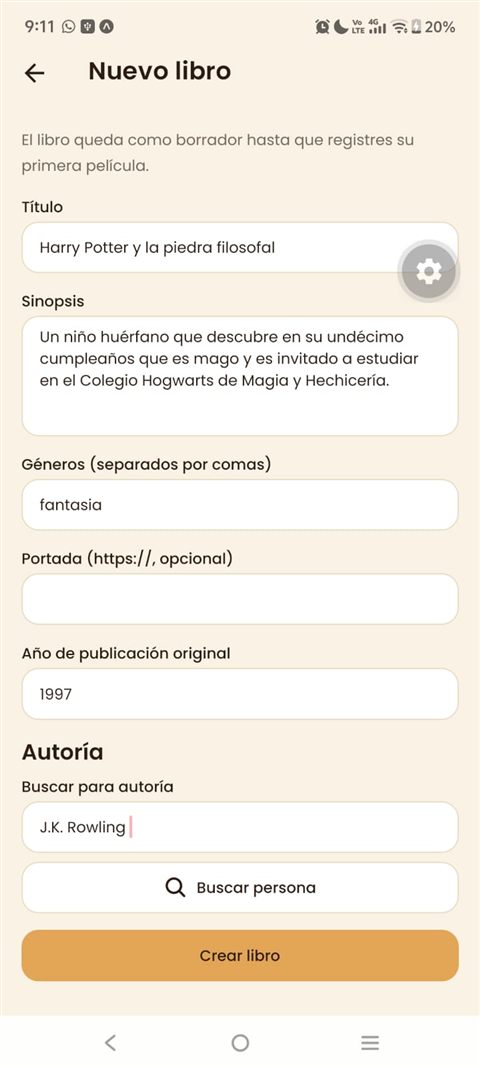 9:11
Vo LTE 4G 20%
Nuevo libro
El libro queda como borrador hasta que registres su
primera película.
Título
Harry Potter y la piedra filosofal
Sinopsis
Un niño huérfano que descubre en su undécimo
cumpleaños que es mago y es invitado a estudiar
en el Colegio Hogwarts de Magia y Hechicería.
Géneros (separados por comas)
fantasia
Portada (https://, opcional)
Año de publicación original
1997
Autoría
Buscar para autoría
J.K. Rowling
Buscar persona
Crear libro